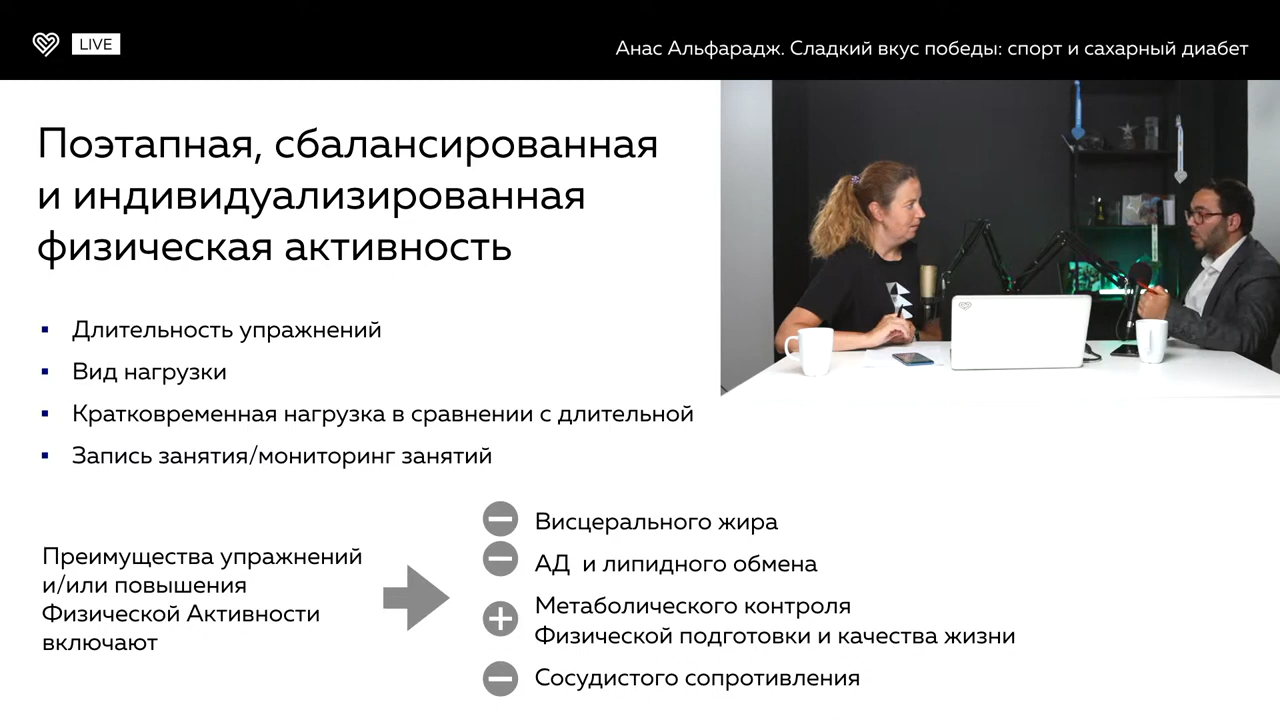 LIVE
Анас Альфарадж. Сладкий вкус победы: спорт и сахарный диабет
Поэтапная, сбалансированная
и индивидуализированная
физическая активность
Длительность упражнений
Вид нагрузки
Кратковременная нагрузка в сравнении с длительной
Запись занятия/мониторинг занятий
Преимущества упражнений
и/или повышения
Физической Активности
включают
Висцерального жира
АД и липидного обмена
Метаболического контроля
Физической подготовки и качества жизни
Сосудистого сопротивления